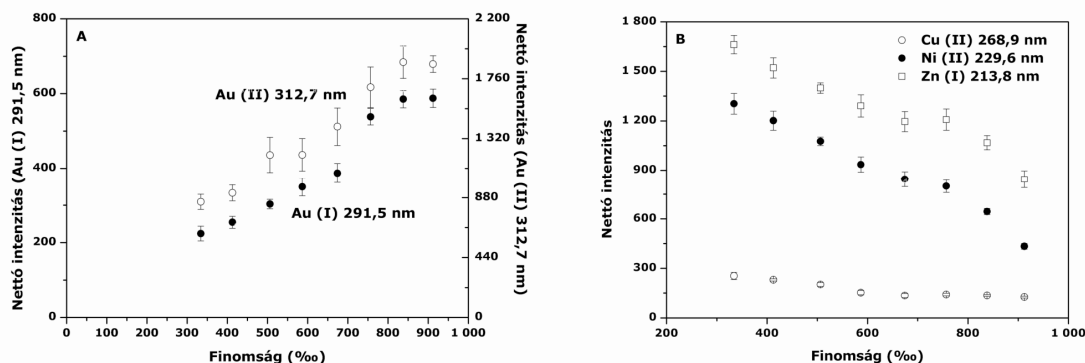 A
Au (II) 312,7 nm
Au (I) 291,5 nm
Nettó intenzitás (Au (I) 291,5 nm)
800
600
400
200
0
Nettó intenzitás (Au (II) 312,7 nm)
2 200
1 760
1 320
880
440
0
0 100 200 300 400 500 600 700 800 900 1 000
Finomság (‰)
B
Cu (II) 268,9 nm
Ni (II) 229,6 nm
Zn (I) 213,8 nm
Nettó intenzitás
1 800
1 500
1 200
900
600
300
0
200 400 600 800 1 000
Finomság (‰)